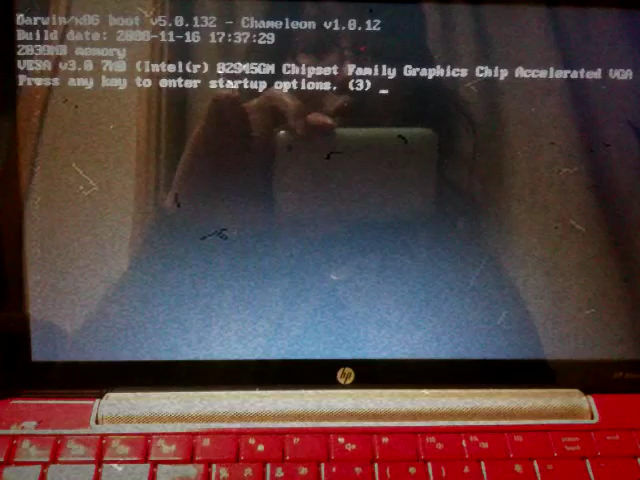 Darwin/x86 boot v5.0.132 - Chameleon v1.0.12
Build date: 2008-11-16 17:37:29
2039MB memory
VESA v3.0 7MB (Intel(r) 82945GM Chipset Family Graphics Chip Accelerated VGA
Press any key to enter startup options. (3) _
hp